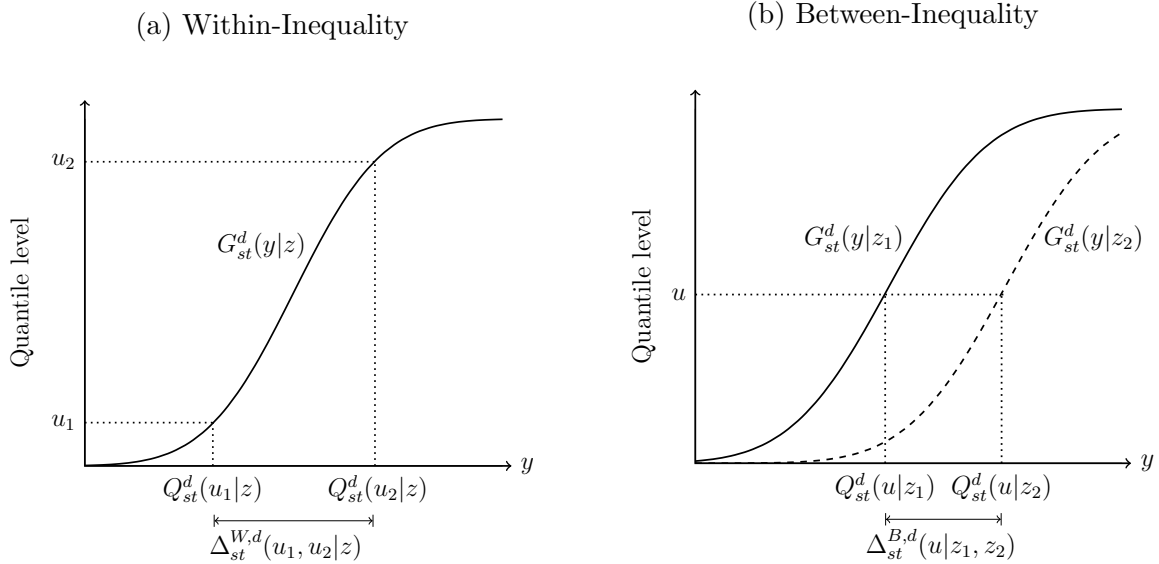 (a) Within-Inequality
Quantile level
u₂
G^d_{st}(y|z)
u₁
y
Q^d_{st}(u₁|z)
Q^d_{st}(u₂|z)
Δ^{W,d}_{st}(u₁, u₂|z)
(b) Between-Inequality
Quantile level
G^d_{st}(y|z₁)
G^d_{st}(y|z₂)
u
y
Q^d_{st}(u|z₁)
Q^d_{st}(u|z₂)
Δ^{B,d}_{st}(u|z₁, z₂)